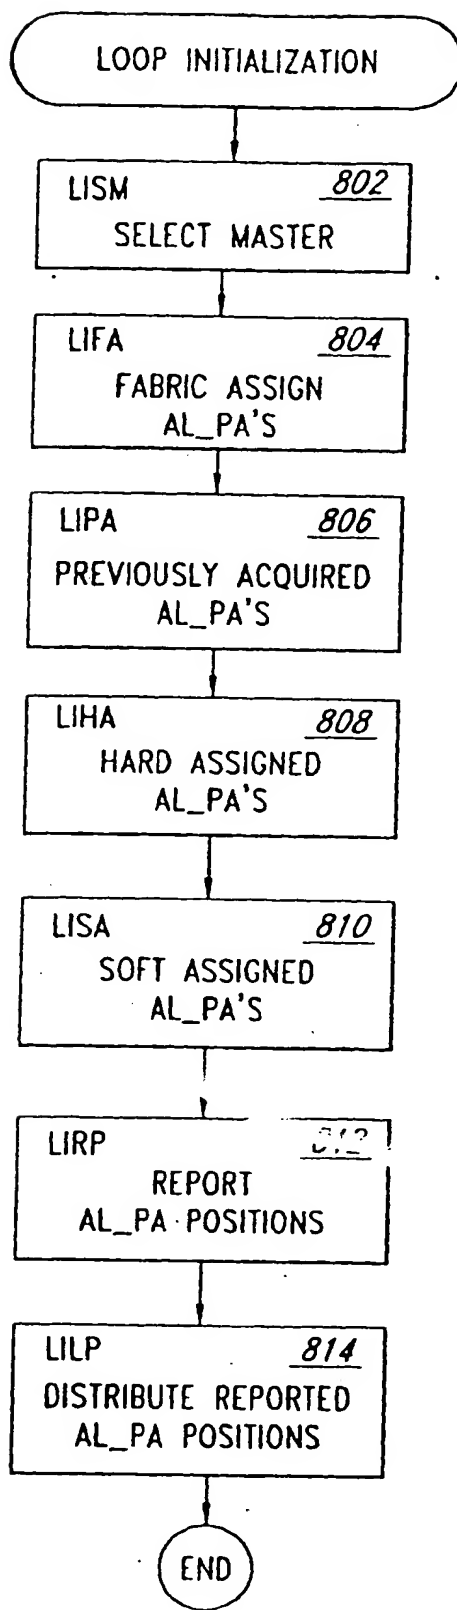 LOOP INITIALIZATION
LISM 802
SELECT MASTER
LIFA 804
FABRIC ASSIGN
AL_PA'S
LIPA 806
PREVIOUSLY ACQUIRED
AL_PA'S
LIHA 808
HARD ASSIGNED
AL_PA'S
LISA 810
SOFT ASSIGNED
AL_PA'S
LIRP
REPORT
AL_PA POSITIONS
LILP 814
DISTRIBUTE REPORTED
AL_PA POSITIONS
END